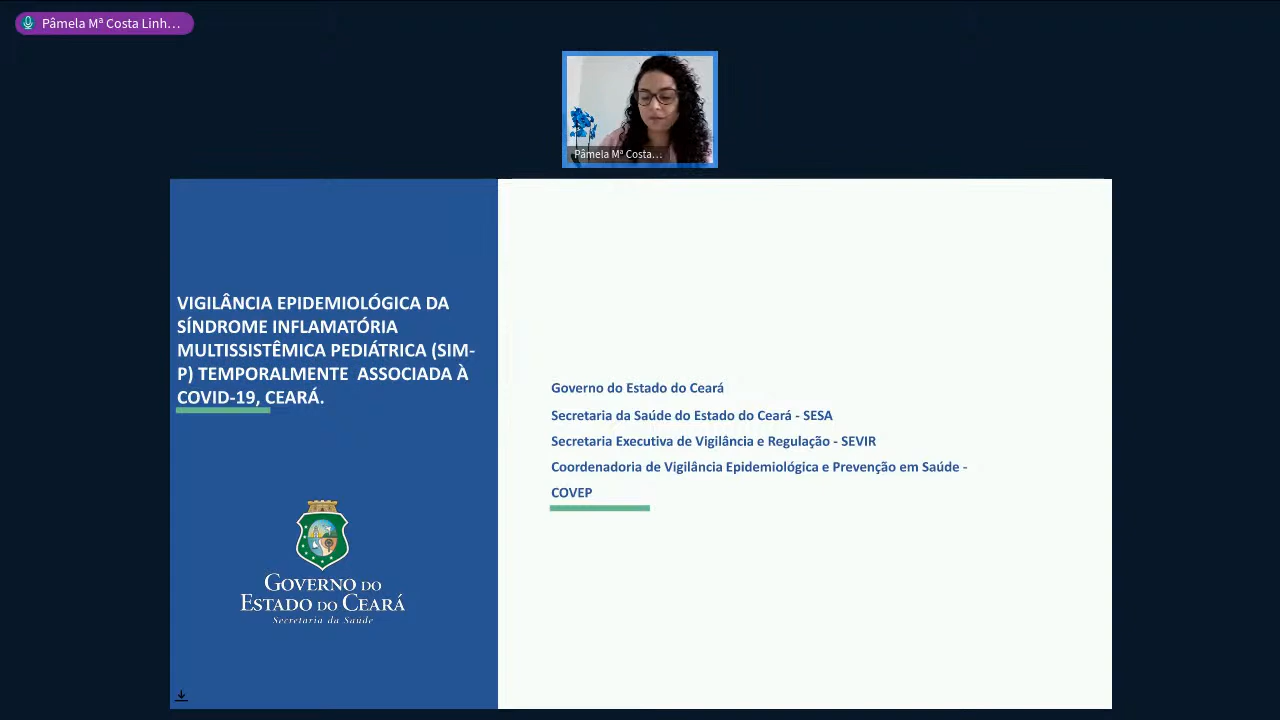 Pâmela Mª Costa Linh...
Pâmela Mª Costa...
VIGILÂNCIA EPIDEMIOLÓGICA DA
SÍNDROME INFLAMATÓRIA
MULTISSISTÊMICA PEDIÁTRICA (SIM-
P) TEMPORALMENTE ASSOCIADA À
COVID-19, CEARÁ.
GOVERNO DO
ESTADO DO CEARÁ
Secretaria da Saúde
Governo do Estado do Ceará
Secretaria da Saúde do Estado do Ceará - SESA
Secretaria Executiva de Vigilância e Regulação - SEVIR
Coordenadoria de Vigilância Epidemiológica e Prevenção em Saúde -
COVEP